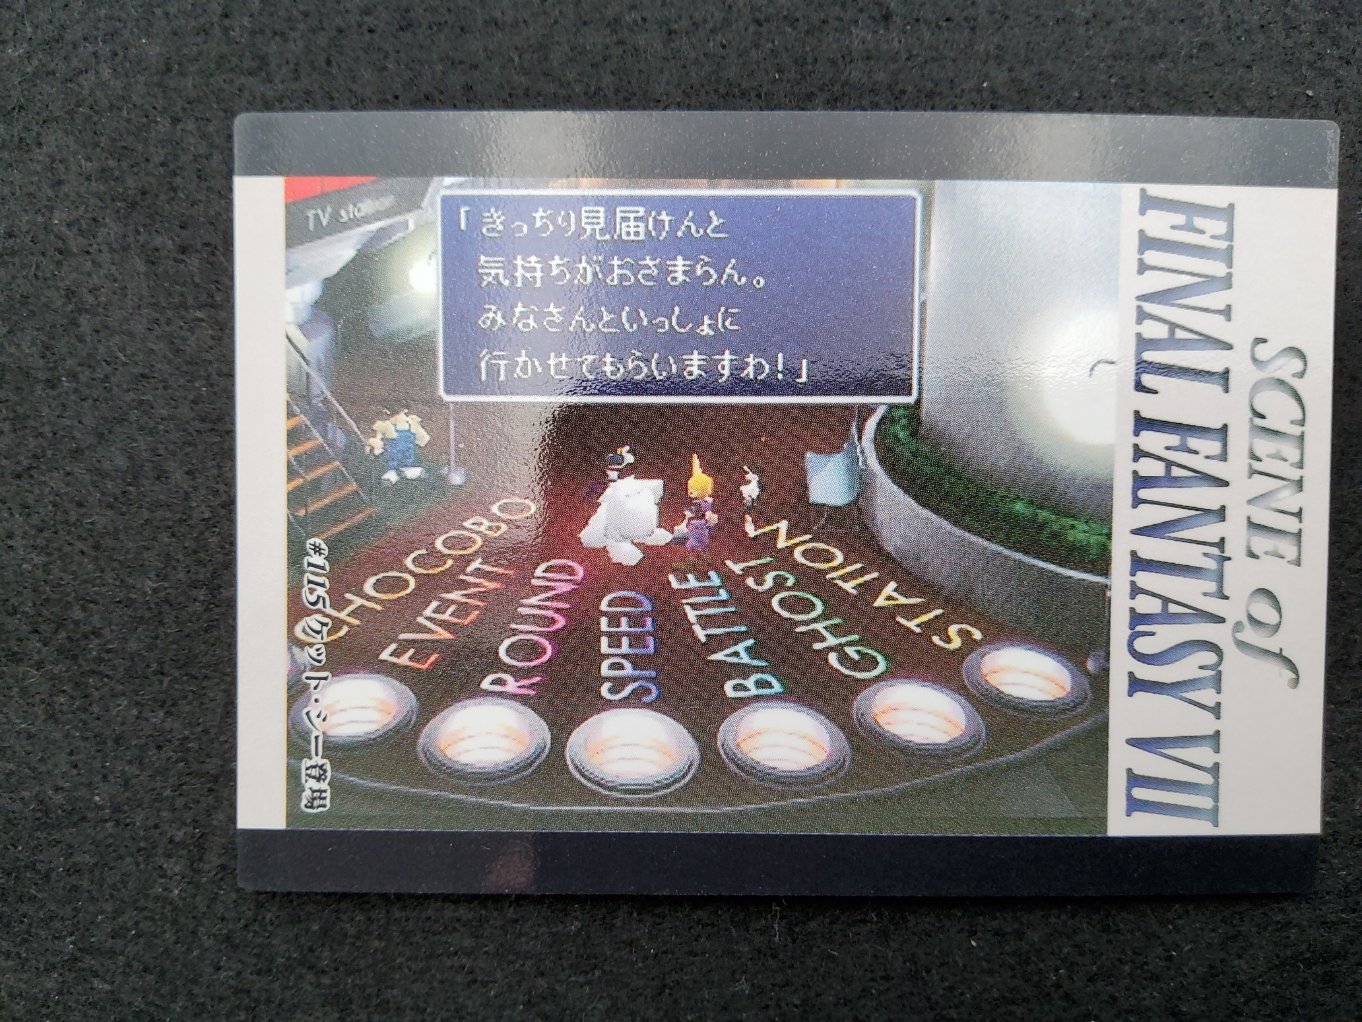 TV station
「きっちり見届けんと
気持ちがおさまらん。
みなさんといっしょに
行かせてもらいますわ!」
CHOCOBO
EVENT
ROUND
SPEED
BATTLE
GHOST
STATION
#115 ケット・シー登場
SCENE of
FINAL FANTASY VII